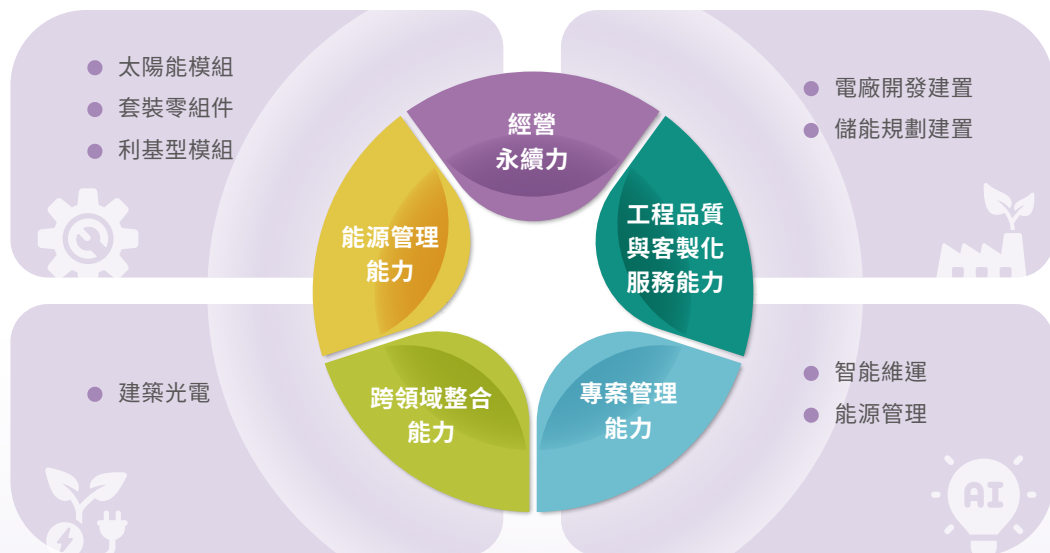 太陽能模組
套裝零組件
利基型模組
電廠開發建置
儲能規劃建置
經營
永續力
工程品質
與客製化
服務能力
能源管理
能力
跨領域整合
能力
專案管理
能力
建築光電
智能維運
能源管理
AI